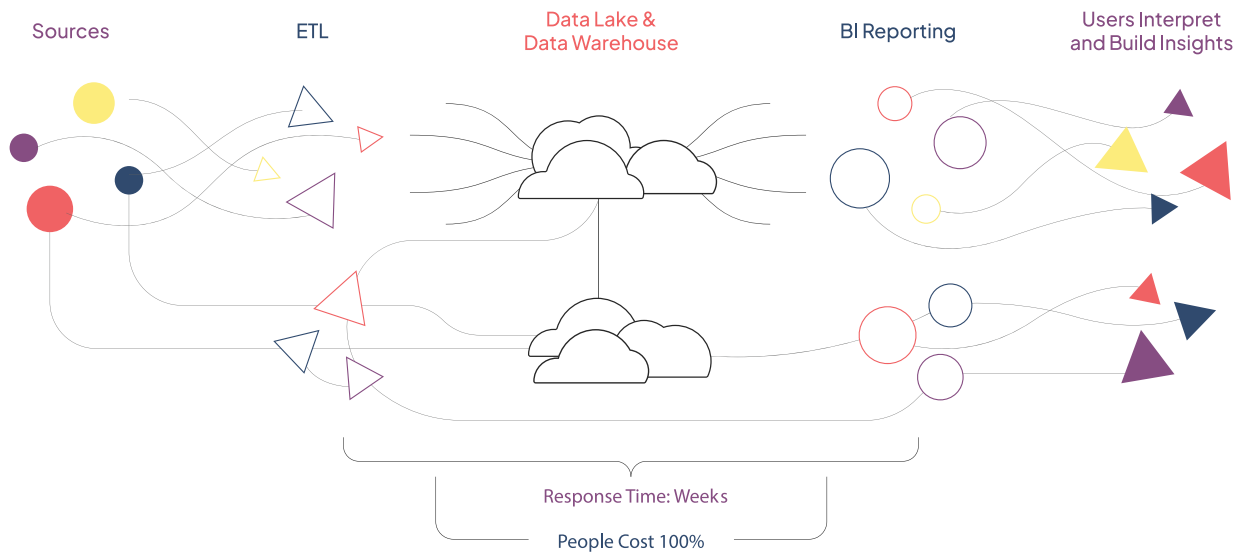 Sources
ETL
Data Lake &
Data Warehouse
BI Reporting
Users Interpret
and Build Insights
Response Time: Weeks
People Cost 100%